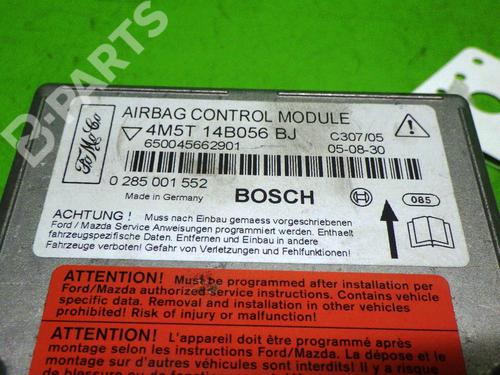 D-PARTS
FoMoCo
AIRBAG CONTROL MODULE
4M5T 14B056 BJ
C307/05
650045662901
05-08-30
0 285 001 552
BOSCH
085
ACHTUNG ! Muss nach Einbau gemaess vorgeschriebenen
Ford / Mazda Service Anweisungen programmiert werden. Enthaelt
fahrzeugspezifische Daten. Entfernen und Einbau in andere
Fahrzeuge verboten! Gefahr von Verletzungen und Fehlfunktionen!
ATTENTION! Must be programmed after installation per
Ford/Mazda authorized service instructions. Contains vehicle
specific data. Removal and installation in other vehicles
prohibited! Risk of injury or malfunction!
ATTENTION! L'appareil doit être programmé après
montage selon les instructions Ford/Mazda. La dépose et le
montage sur d'autres véhicules sont interdits! Il y a risque